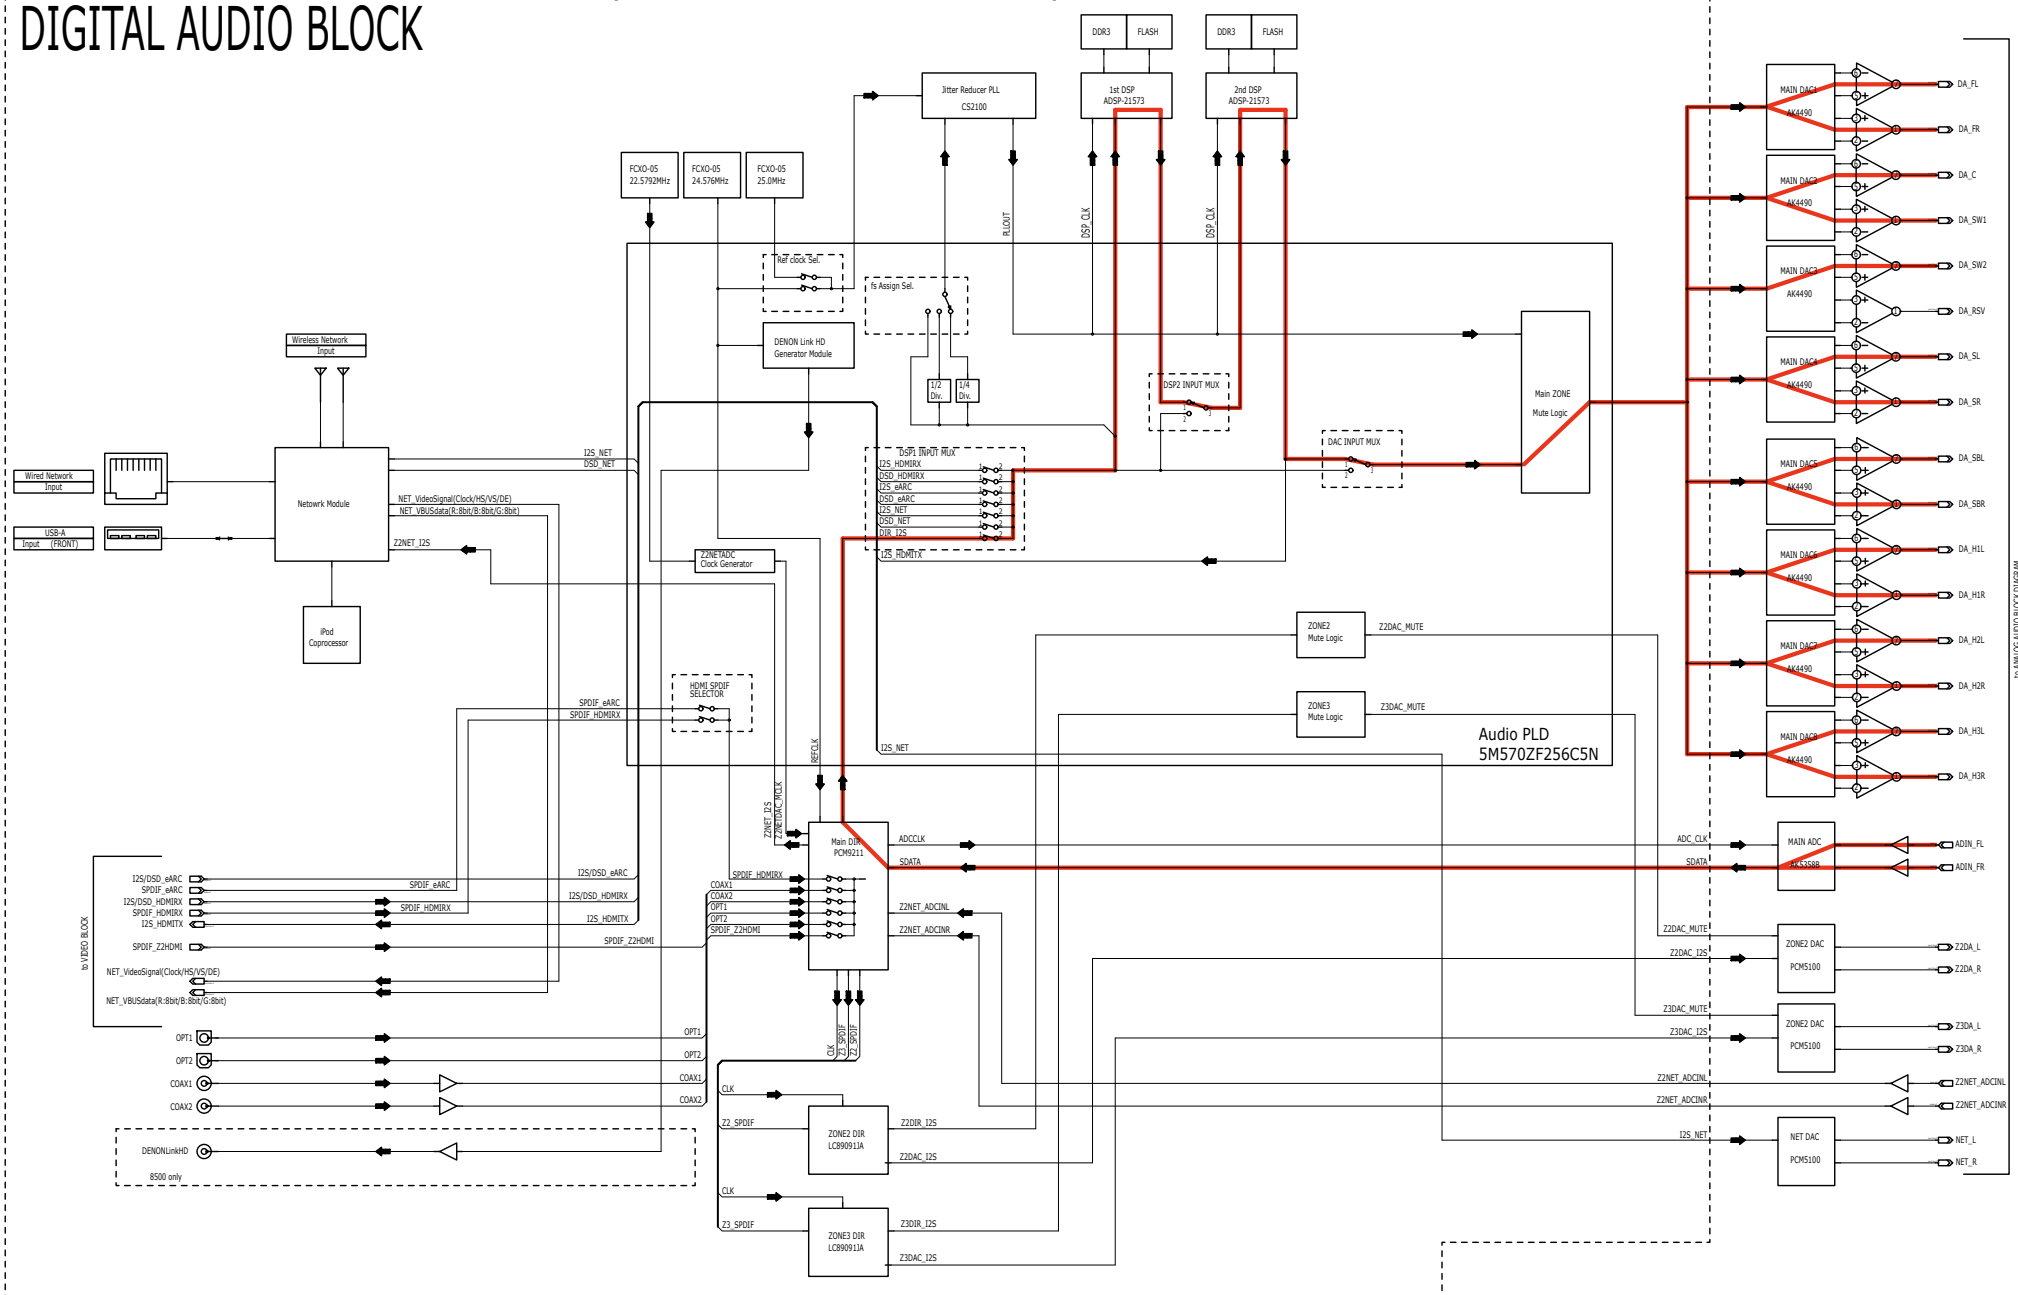 DIGITAL AUDIO BLOCK
DDR3
FLASH
DDR3
FLASH
Jitter Reducer PLL
CS2100
1st DSP
ADSP-21573
2nd DSP
ADSP-21573
FCXO-05
22.5792MHz
FCXO-05
24.576MHz
FCXO-05
25.0MHz
PLLOUT
DSP_CLK
DSP_CLK
Ref clock Sel.
fs Assign Sel.
DENON Link HD
Generator Module
1/2
Div.
1/4
Div.
DSP2 INPUT MUX
1
2
3
DAC INPUT MUX
1
2
3
Main ZONE
Mute Logic
Wireless Network
Input
Wired Network
Input
USB-A
Input (FRONT)
Netowrk Module
iPod
Coprocessor
I2S_NET
DSD_NET
NET_VideoSignal(Clock/HS/VS/DE)
NET_VBUSdata(R:8bit/B:8bit/G:8bit)
Z2NET_I2S
DSP1 INPUT MUX
I2S_HDMIRX
DSD_HDMIRX
I2S_eARC
DSD_eARC
I2S_NET
DSD_NET
DIR_I2S
I2S_HDMITX
Z2NETADC
Clock Generator
HDMI SPDIF
SELECTOR
SPDIF_eARC
SPDIF_HDMIRX
REFCLK
Z2NET_I2S
Z2NETDAC_MCLK
I2S_NET
ZONE2
Mute Logic
Z2DAC_MUTE
ZONE3
Mute Logic
Z3DAC_MUTE
Audio PLD
5M570ZF256C5N
MAIN DAC1
AK4490
DA_FL
DA_FR
MAIN DAC2
AK4490
DA_C
DA_SW1
MAIN DAC3
AK4490
DA_SW2
DA_RSV
MAIN DAC4
AK4490
DA_SL
DA_SR
MAIN DAC5
AK4490
DA_SBL
DA_SBR
MAIN DAC6
AK4490
DA_H1L
DA_H1R
MAIN DAC7
AK4490
DA_H2L
DA_H2R
MAIN DAC8
AK4490
DA_H3L
DA_H3R
to ANALOG AUDIO BLOCK DIAGRAM
Main DIR
PCM9211
ADCCLK
SDATA
ADC_CLK
SDATA
MAIN ADC
AK5358B
ADIN_FL
ADIN_FR
SPDIF_HDMIRX
COAX1
COAX2
OPT1
OPT2
SPDIF_Z2HDMI
Z2NET_ADCINL
Z2NET_ADCINR
to VIDEO BLOCK
I2S/DSD_eARC
SPDIF_eARC
I2S/DSD_HDMIRX
SPDIF_HDMIRX
I2S_HDMITX
SPDIF_Z2HDMI
NET_VideoSignal(Clock/HS/VS/DE)
NET_VBUSdata(R:8bit/B:8bit/G:8bit)
SPDIF_eARC
SPDIF_HDMIRX
I2S/DSD_eARC
I2S/DSD_HDMIRX
I2S_HDMITX
SPDIF_Z2HDMI
OPT1
OPT2
COAX1
COAX2
OPT1
OPT2
COAX1
COAX2
DENONLinkHD
8500 only
CLK
Z3_SPDIF
Z2_SPDIF
CLK
Z2_SPDIF
ZONE2 DIR
LC89091JA
Z2DIR_I2S
Z2DAC_I2S
CLK
Z3_SPDIF
ZONE3 DIR
LC89091JA
Z3DIR_I2S
Z3DAC_I2S
Z2DAC_MUTE
Z2DAC_I2S
ZONE2 DAC
PCM5100
Z2DA_L
Z2DA_R
Z3DAC_MUTE
Z3DAC_I2S
ZONE2 DAC
PCM5100
Z3DA_L
Z3DA_R
Z2NET_ADCINL
Z2NET_ADCINR
Z2NET_ADCINL
Z2NET_ADCINR
I2S_NET
NET DAC
PCM5100
NET_L
NET_R